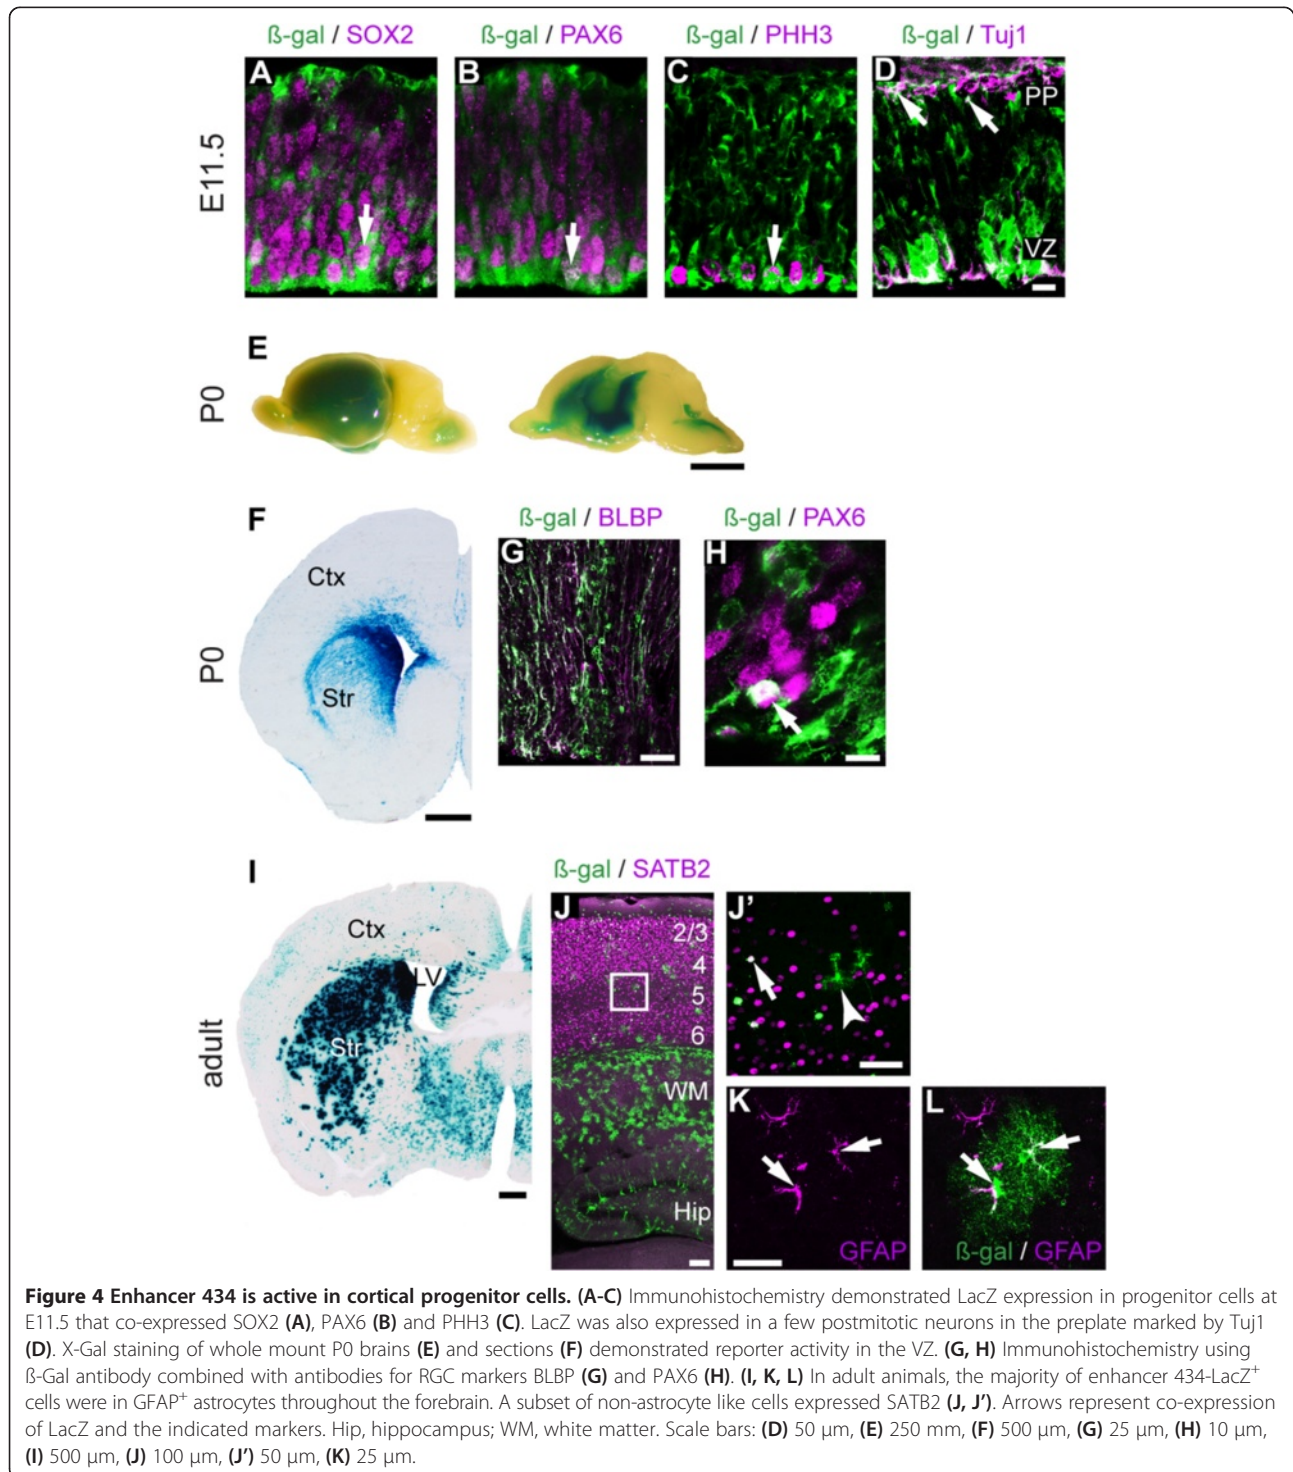 ß-gal / SOX2 ß-gal / PAX6 ß-gal / PHH3 ß-gal / Tuj1
A B C D
PP
E11.5
VZ
E
P0
F ß-gal / BLBP ß-gal / PAX6
G H
Ctx
P0
Str
I ß-gal / SATB2
J J’
Ctx
2/3
4
LV
5
6
Str
adult
WM
K L
Hip
GFAP ß-gal / GFAP
Figure 4 Enhancer 434 is active in cortical progenitor cells. (A-C) Immunohistochemistry demonstrated LacZ expression in progenitor cells at
E11.5 that co-expressed SOX2 (A), PAX6 (B) and PHH3 (C). LacZ was also expressed in a few postmitotic neurons in the preplate marked by Tuj1
(D). X-Gal staining of whole mount P0 brains (E) and sections (F) demonstrated reporter activity in the VZ. (G, H) Immunohistochemistry using
ß-Gal antibody combined with antibodies for RGC markers BLBP (G) and PAX6 (H). (I, K, L) In adult animals, the majority of enhancer 434-LacZ⁺
cells were in GFAP⁺ astrocytes throughout the forebrain. A subset of non-astrocyte like cells expressed SATB2 (J, J’). Arrows represent co-expression
of LacZ and the indicated markers. Hip, hippocampus; WM, white matter. Scale bars: (D) 50 μm, (E) 250 mm, (F) 500 μm, (G) 25 μm, (H) 10 μm,
(I) 500 μm, (J) 100 μm, (J’) 50 μm, (K) 25 μm.